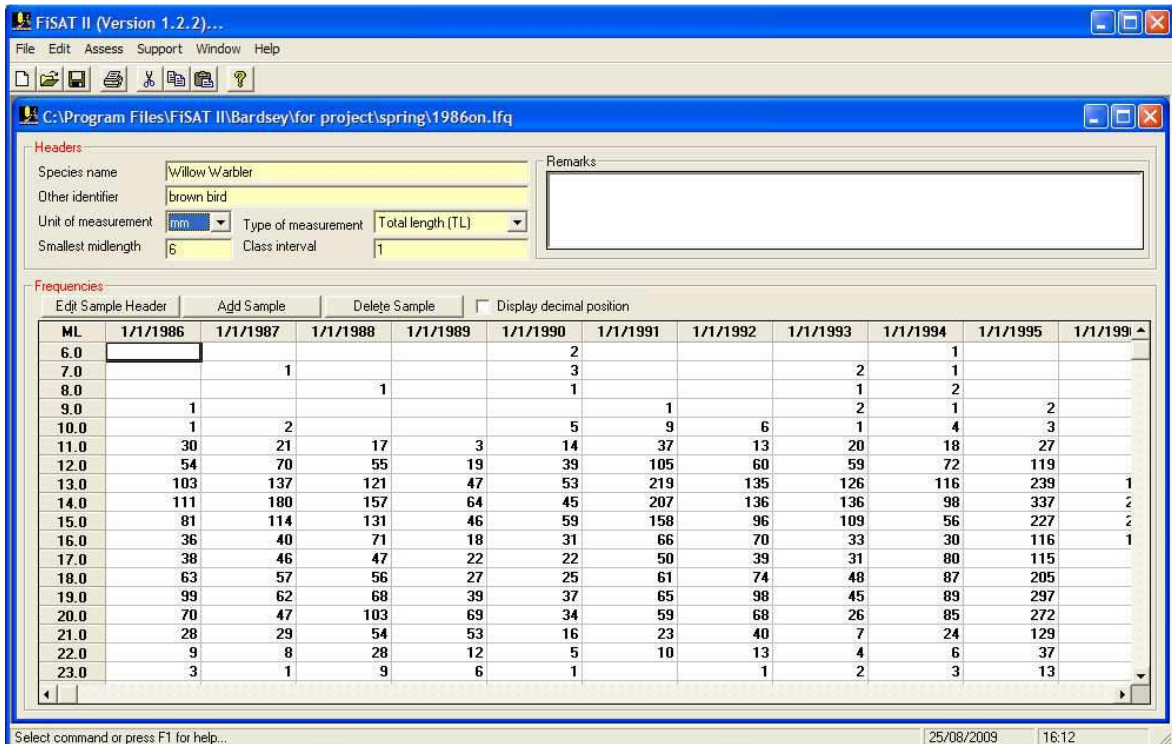 FiSAT II (Version 1.2.2)...
File Edit Assess Support Window Help
C:\Program Files\FiSAT II\Bardsey\for project\spring\1986on.lfq
Headers
Species name Willow Warbler
Other identifier brown bird
Unit of measurement mm Type of measurement Total length (TL)
Smallest midlength 6 Class interval 1
Remarks
Frequencies
Edit Sample Header Add Sample Delete Sample Display decimal position
ML 1/1/1986 1/1/1987 1/1/1988 1/1/1989 1/1/1990 1/1/1991 1/1/1992 1/1/1993 1/1/1994 1/1/1995
6.0 2 1
7.0 1 3 2 1
8.0 1 1 1 2
9.0 1 1 2 1 2
10.0 1 2 5 9 6 1 4 3
11.0 30 21 17 3 14 37 13 20 18 27
12.0 54 70 55 19 39 105 60 59 72 119
13.0 103 137 121 47 53 219 135 126 116 239 1
14.0 111 180 157 64 45 207 136 136 98 337 2
15.0 81 114 131 46 59 158 96 109 56 227 2
16.0 36 40 71 18 31 66 70 33 30 116 1
17.0 38 46 47 22 22 50 39 31 80 115
18.0 63 57 56 27 25 61 74 48 87 205
19.0 99 62 68 39 37 65 98 45 89 297
20.0 70 47 103 69 34 59 68 26 85 272
21.0 28 29 54 53 16 23 40 7 24 129
22.0 9 8 28 12 5 10 13 4 6 37
23.0 3 1 9 6 1 1 2 3 13
Select command or press F1 for help... 25/08/2009 16:12